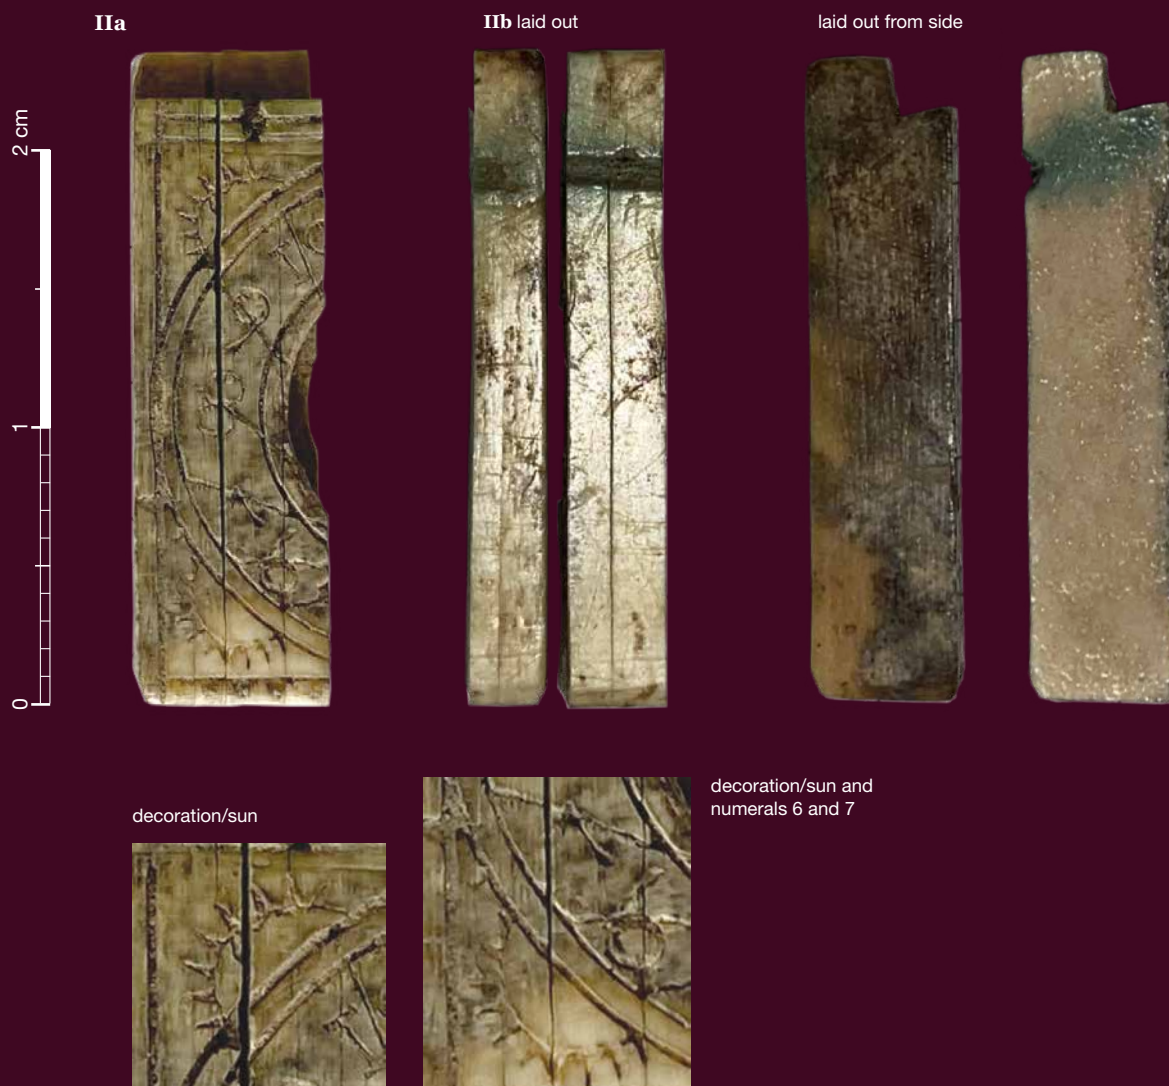 IIa
IIb laid out
laid out from side
2 cm
1
0
decoration/sun
decoration/sun and
numerals 6 and 7